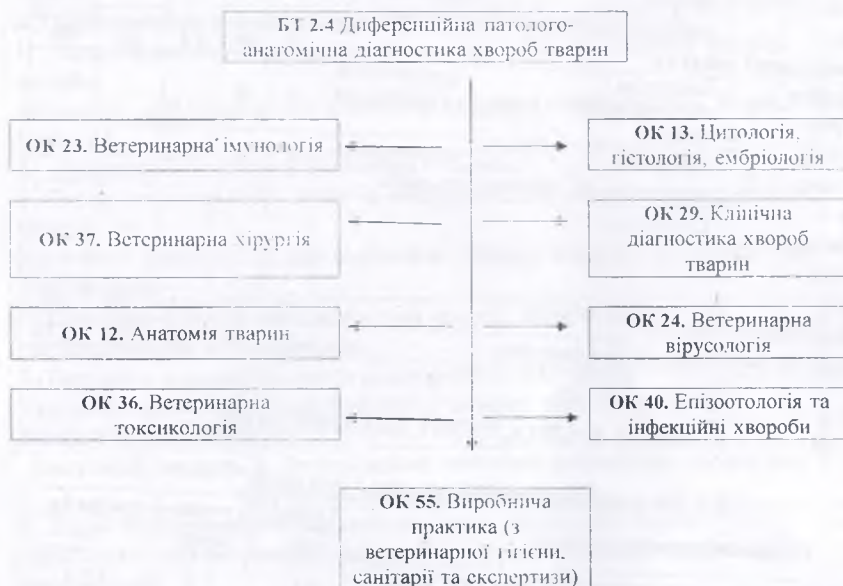 БТ 2.4 Диференційна патолого-
анатомічна діагностика хвороб тварин
ОК 23. Ветеринарна імунологія
ОК 13. Цитологія,
гістологія, ембріологія
ОК 37. Ветеринарна хірургія
ОК 29. Клінічна
діагностика хвороб
тварин
ОК 12. Анатомія тварин
ОК 24. Ветеринарна
вірусологія
ОК 36. Ветеринарна
токсикологія
ОК 40. Епізоотологія та
інфекційні хвороби
ОК 55. Виробнича
практика (з
ветеринарної гігієни,
санітарії та експертизи)